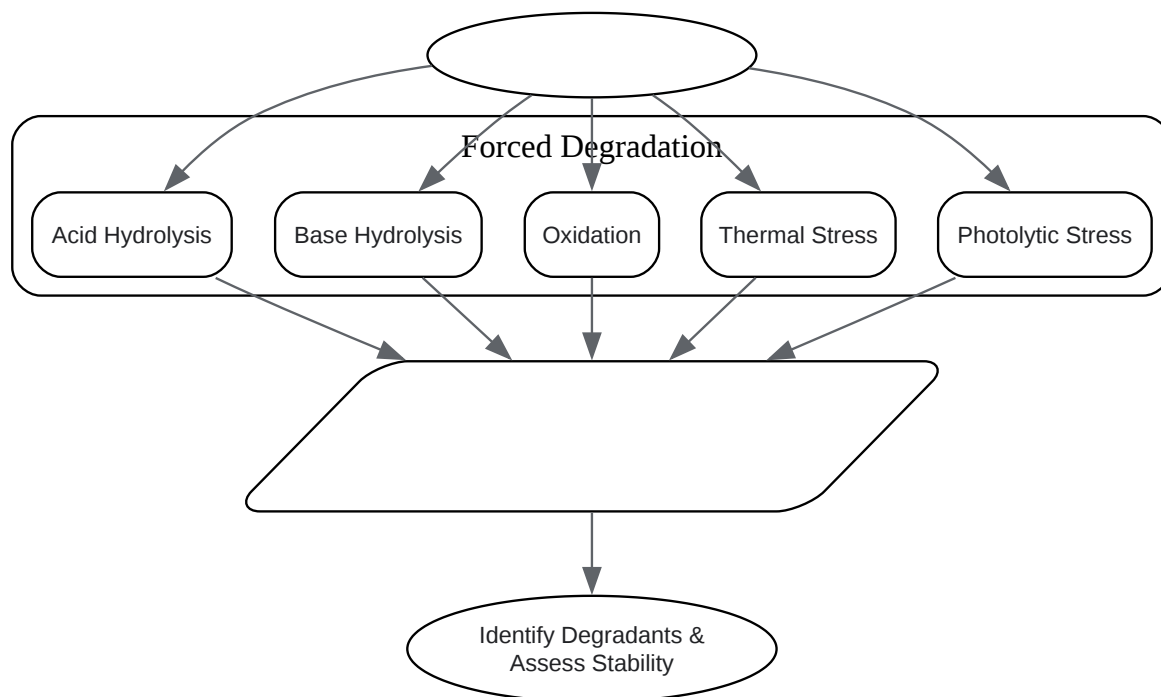 Forced Degradation
Acid Hydrolysis
Base Hydrolysis
Oxidation
Thermal Stress
Photolytic Stress
Identify Degradants &
Assess Stability